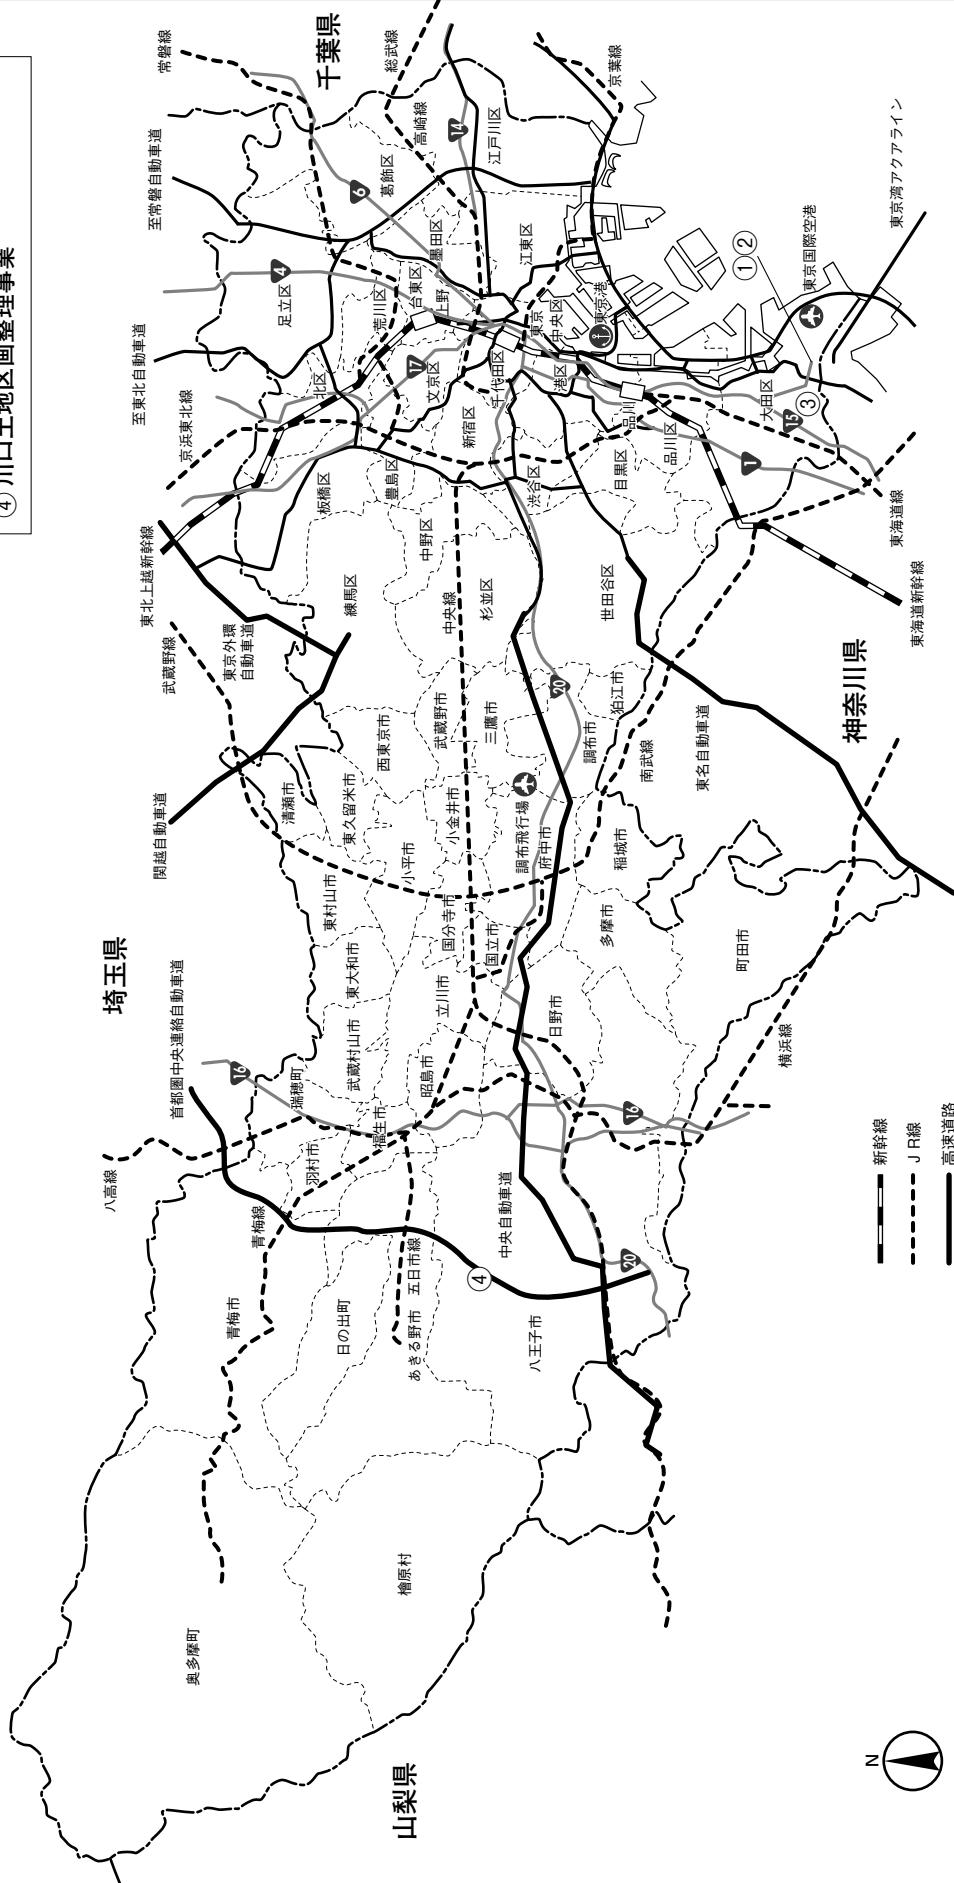 ④ 川口土地区画整理事業
常磐線
千葉県
総武線
至常磐自動車道
高崎線
14
江戸川区
京葉線
6
葛飾区
東京湾アクアライン
墨田区
江東区
①②
東京国際空港
4
足立区
荒川区
台東区
上野
東京
中央区
東京港
至東北自動車道
京浜東北線
北区
17
文京区
千代田区
港区
品川
大田区
③
15
新宿区
品川区
1
板橋区
豊島区
渋谷区
目黒区
東海道線
東北上越新幹線
中野区
東海道新幹線
練馬区
中央線
杉並区
世田谷区
武蔵野線
東京外環
自動車道
神奈川県
20
狛江市
西東京市
武蔵野市
三鷹市
調布市
南武線
東名自動車道
関越自動車道
清瀬市
東久留米市
小金井市
調布飛行場
府中市
稲城市
小平市
東村山市
国分寺市
国立市
多摩市
町田市
埼玉県
首都圏中央連絡自動車道
東大和市
立川市
日野市
横浜線
16
瑞穂町
武蔵村山市
昭島市
16
八高線
羽村市
福生市
新幹線
JR線
高速道路
青梅線
五日市線
中央自動車道
④
20
青梅市
日の出町
あきる野市
八王子市
奥多摩町
檜原村
山梨県
N